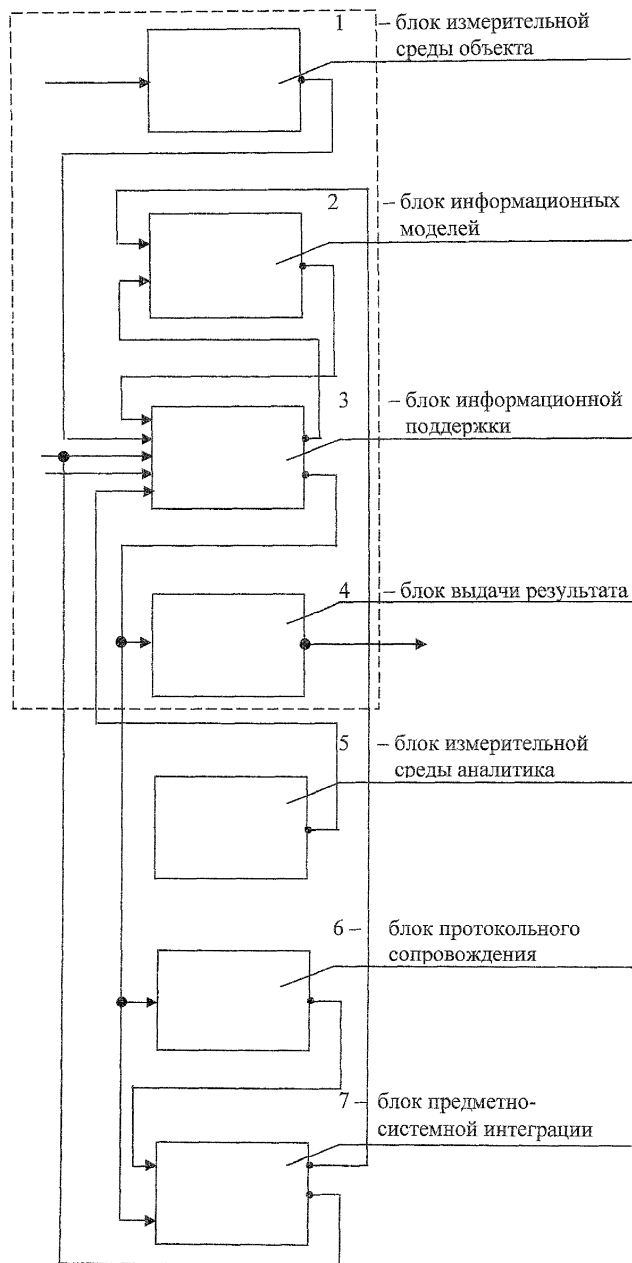 1 – блок измерительной
среды объекта
2 – блок информационных
моделей
3 – блок информационной
поддержки
4 – блок выдачи результата
5 – блок измерительной
среды аналитика
6 – блок протокольного
сопровождения
7 – блок предметно-
системной интеграции